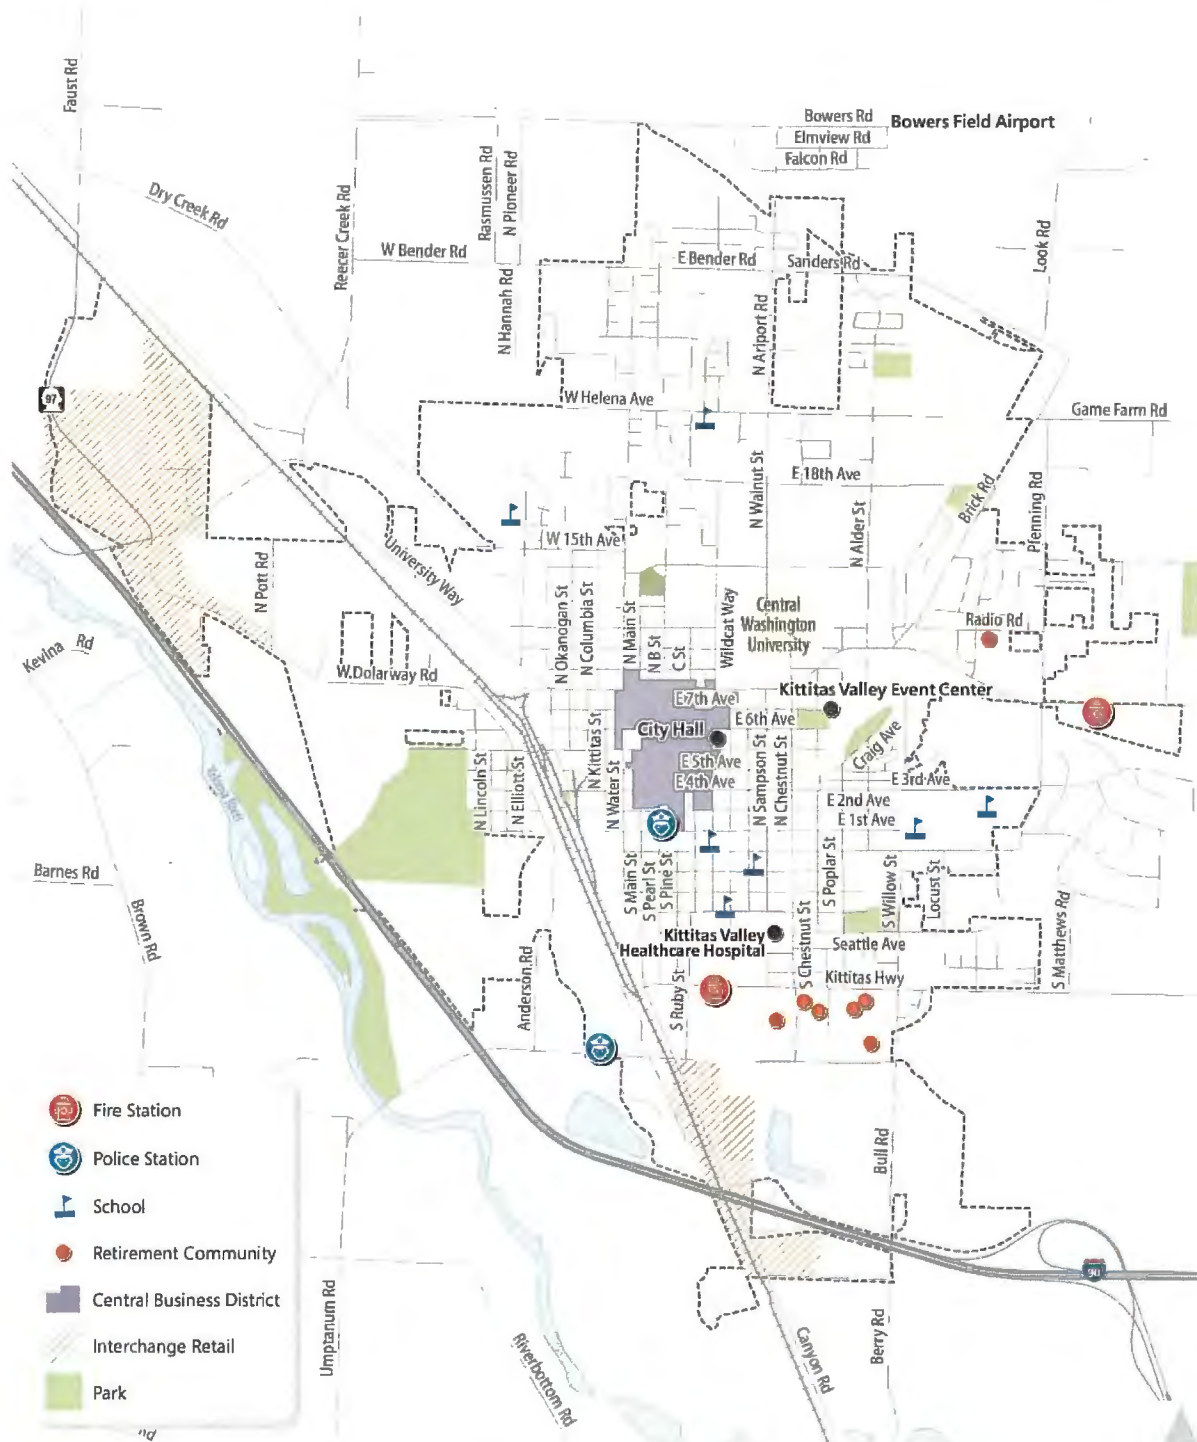 Faust Rd
Dry Creek Rd
Reecer Creek Rd
Rasmussen Rd
N Pioneer Rd
Bowers Rd
Bowers Field Airport
Elmview Rd
Falcon Rd
W Bender Rd
E Bender Rd
Sanders Rd
Look Rd
N Hannah Rd
N Ariport Rd
97
W Helena Ave
Game Farm Rd
E 18th Ave
N Walnut St
Brick Rd
Pfenning Rd
N Alder St
W 15th Ave
University Way
N Pott Rd
N Okanogan St
N Columbia St
N Main St
N B St
C St
Wildcat Way
Central
Washington
University
Radio Rd
Kevina Rd
W Dolarway Rd
E 7th Ave
Kittitas Valley Event Center
E 6th Ave
City Hall
Craig Ave
N Kittitas St
E 5th Ave
E 4th Ave
E 3rd Ave
N Lincoln St
N Elliott St
N Water St
N Sampson St
N Chestnut St
E 2nd Ave
E 1st Ave
Barnes Rd
Brown Rd
S Main St
S Pearl St
S Pine St
S Poplar St
S Willow St
Locust St
S Matthews Rd
Kittitas Valley
Healthcare Hospital
Seattle Ave
S Chestnut St
Kittitas Hwy
Anderson Rd
S Ruby St
Fire Station
Police Station
School
Retirement Community
Central Business District
Interchange Retail
Park
Bull Rd
90
Umptanum Rd
Riverbottom Rd
Canyon Rd
Berry Rd